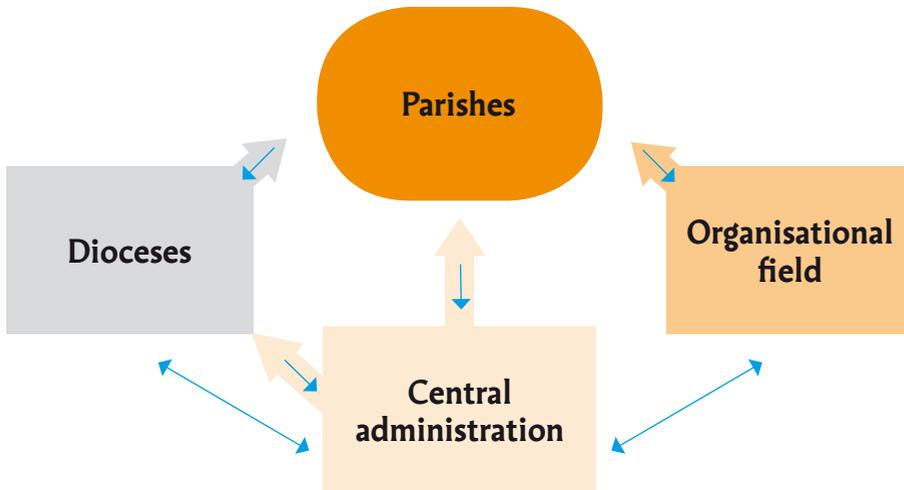 Parishes
Dioceses
Organisational
field
Central
administration